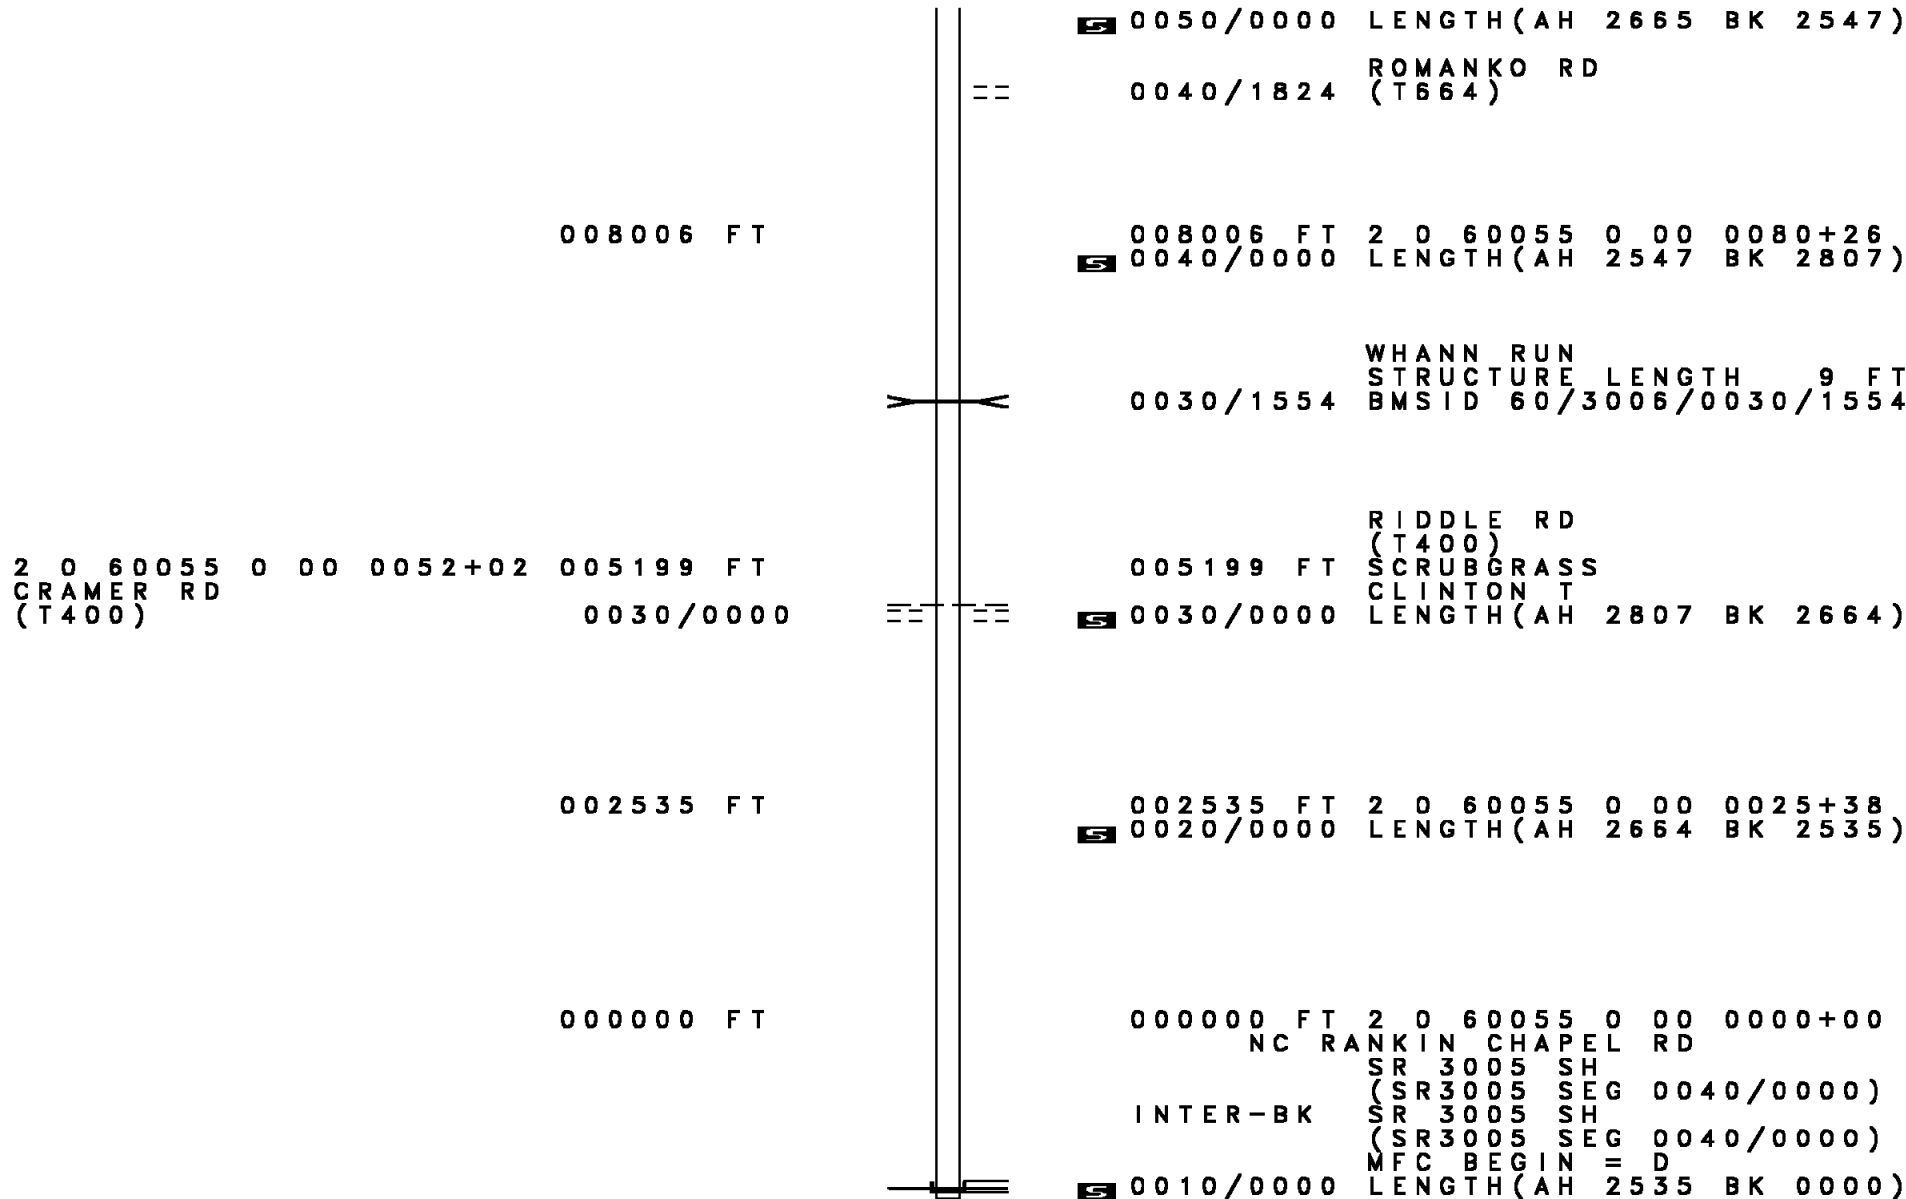 S 0050/0000 LENGTH(AH 2665 BK 2547)
ROMANKO RD
0040/1824 (T664)
008006 FT 008006 FT 2 0 60055 0 00 0080+26
S 0040/0000 LENGTH(AH 2547 BK 2807)
WHANN RUN
STRUCTURE LENGTH 9 FT
0030/1554 BMSID 60/3006/0030/1554
RIDDLE RD
(T400)
2 0 60055 0 00 0052+02 005199 FT 005199 FT SCRUBGRASS
CRAMER RD CLINTON T
(T400) 0030/0000 S 0030/0000 LENGTH(AH 2807 BK 2664)
002535 FT 002535 FT 2 0 60055 0 00 0025+38
S 0020/0000 LENGTH(AH 2664 BK 2535)
000000 FT 000000 FT 2 0 60055 0 00 0000+00
NC RANKIN CHAPEL RD
SR 3005 SH
(SR3005 SEG 0040/0000)
INTER-BK SR 3005 SH
(SR3005 SEG 0040/0000)
MFC BEGIN = D
S 0010/0000 LENGTH(AH 2535 BK 0000)